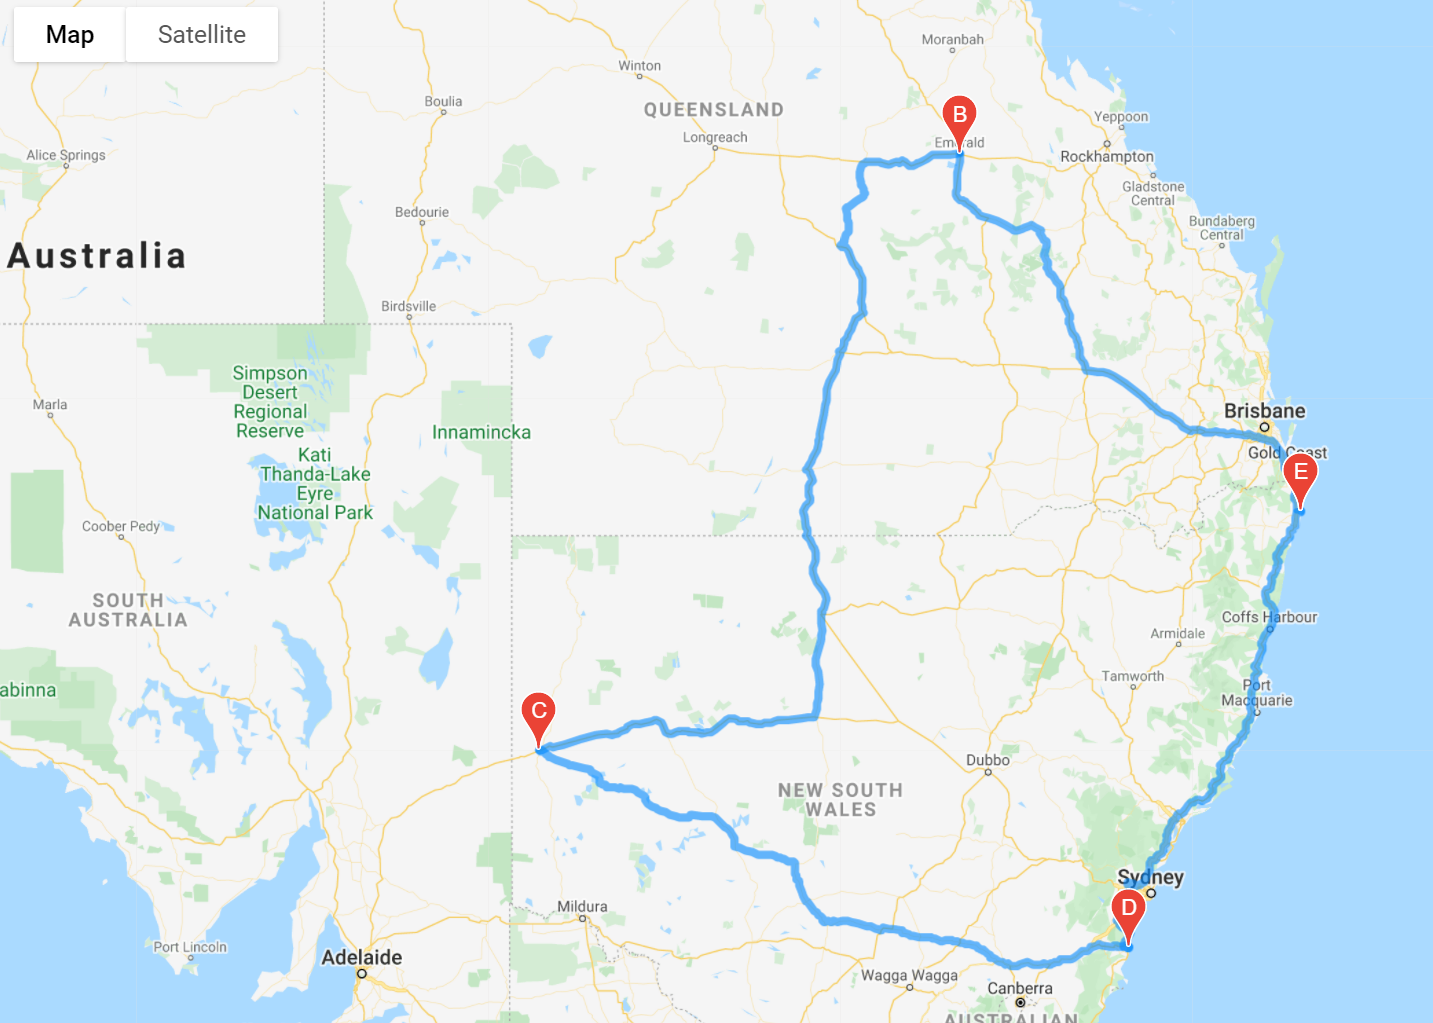 Map
Satellite
Moranbah
Winton
Boulia
QUEENSLAND
B
Yeppoon
Longreach
Emerald
Alice Springs
Rockhampton
Gladstone
Central
Bedourie
Bundaberg
Central
Australia
Birdsville
Simpson
Desert
Regional
Reserve
Marla
Brisbane
Innamincka
Gold Coast
Kati
Thanda-Lake
Eyre
National Park
E
Coober Pedy
SOUTH
AUSTRALIA
Coffs Harbour
Armidale
Tamworth
abinna
Port
Macquarie
C
Dubbo
NEW SOUTH
WALES
Sydney
Mildura
D
Port Lincoln
Adelaide
Wagga Wagga
Canberra
AUSTRALIAN